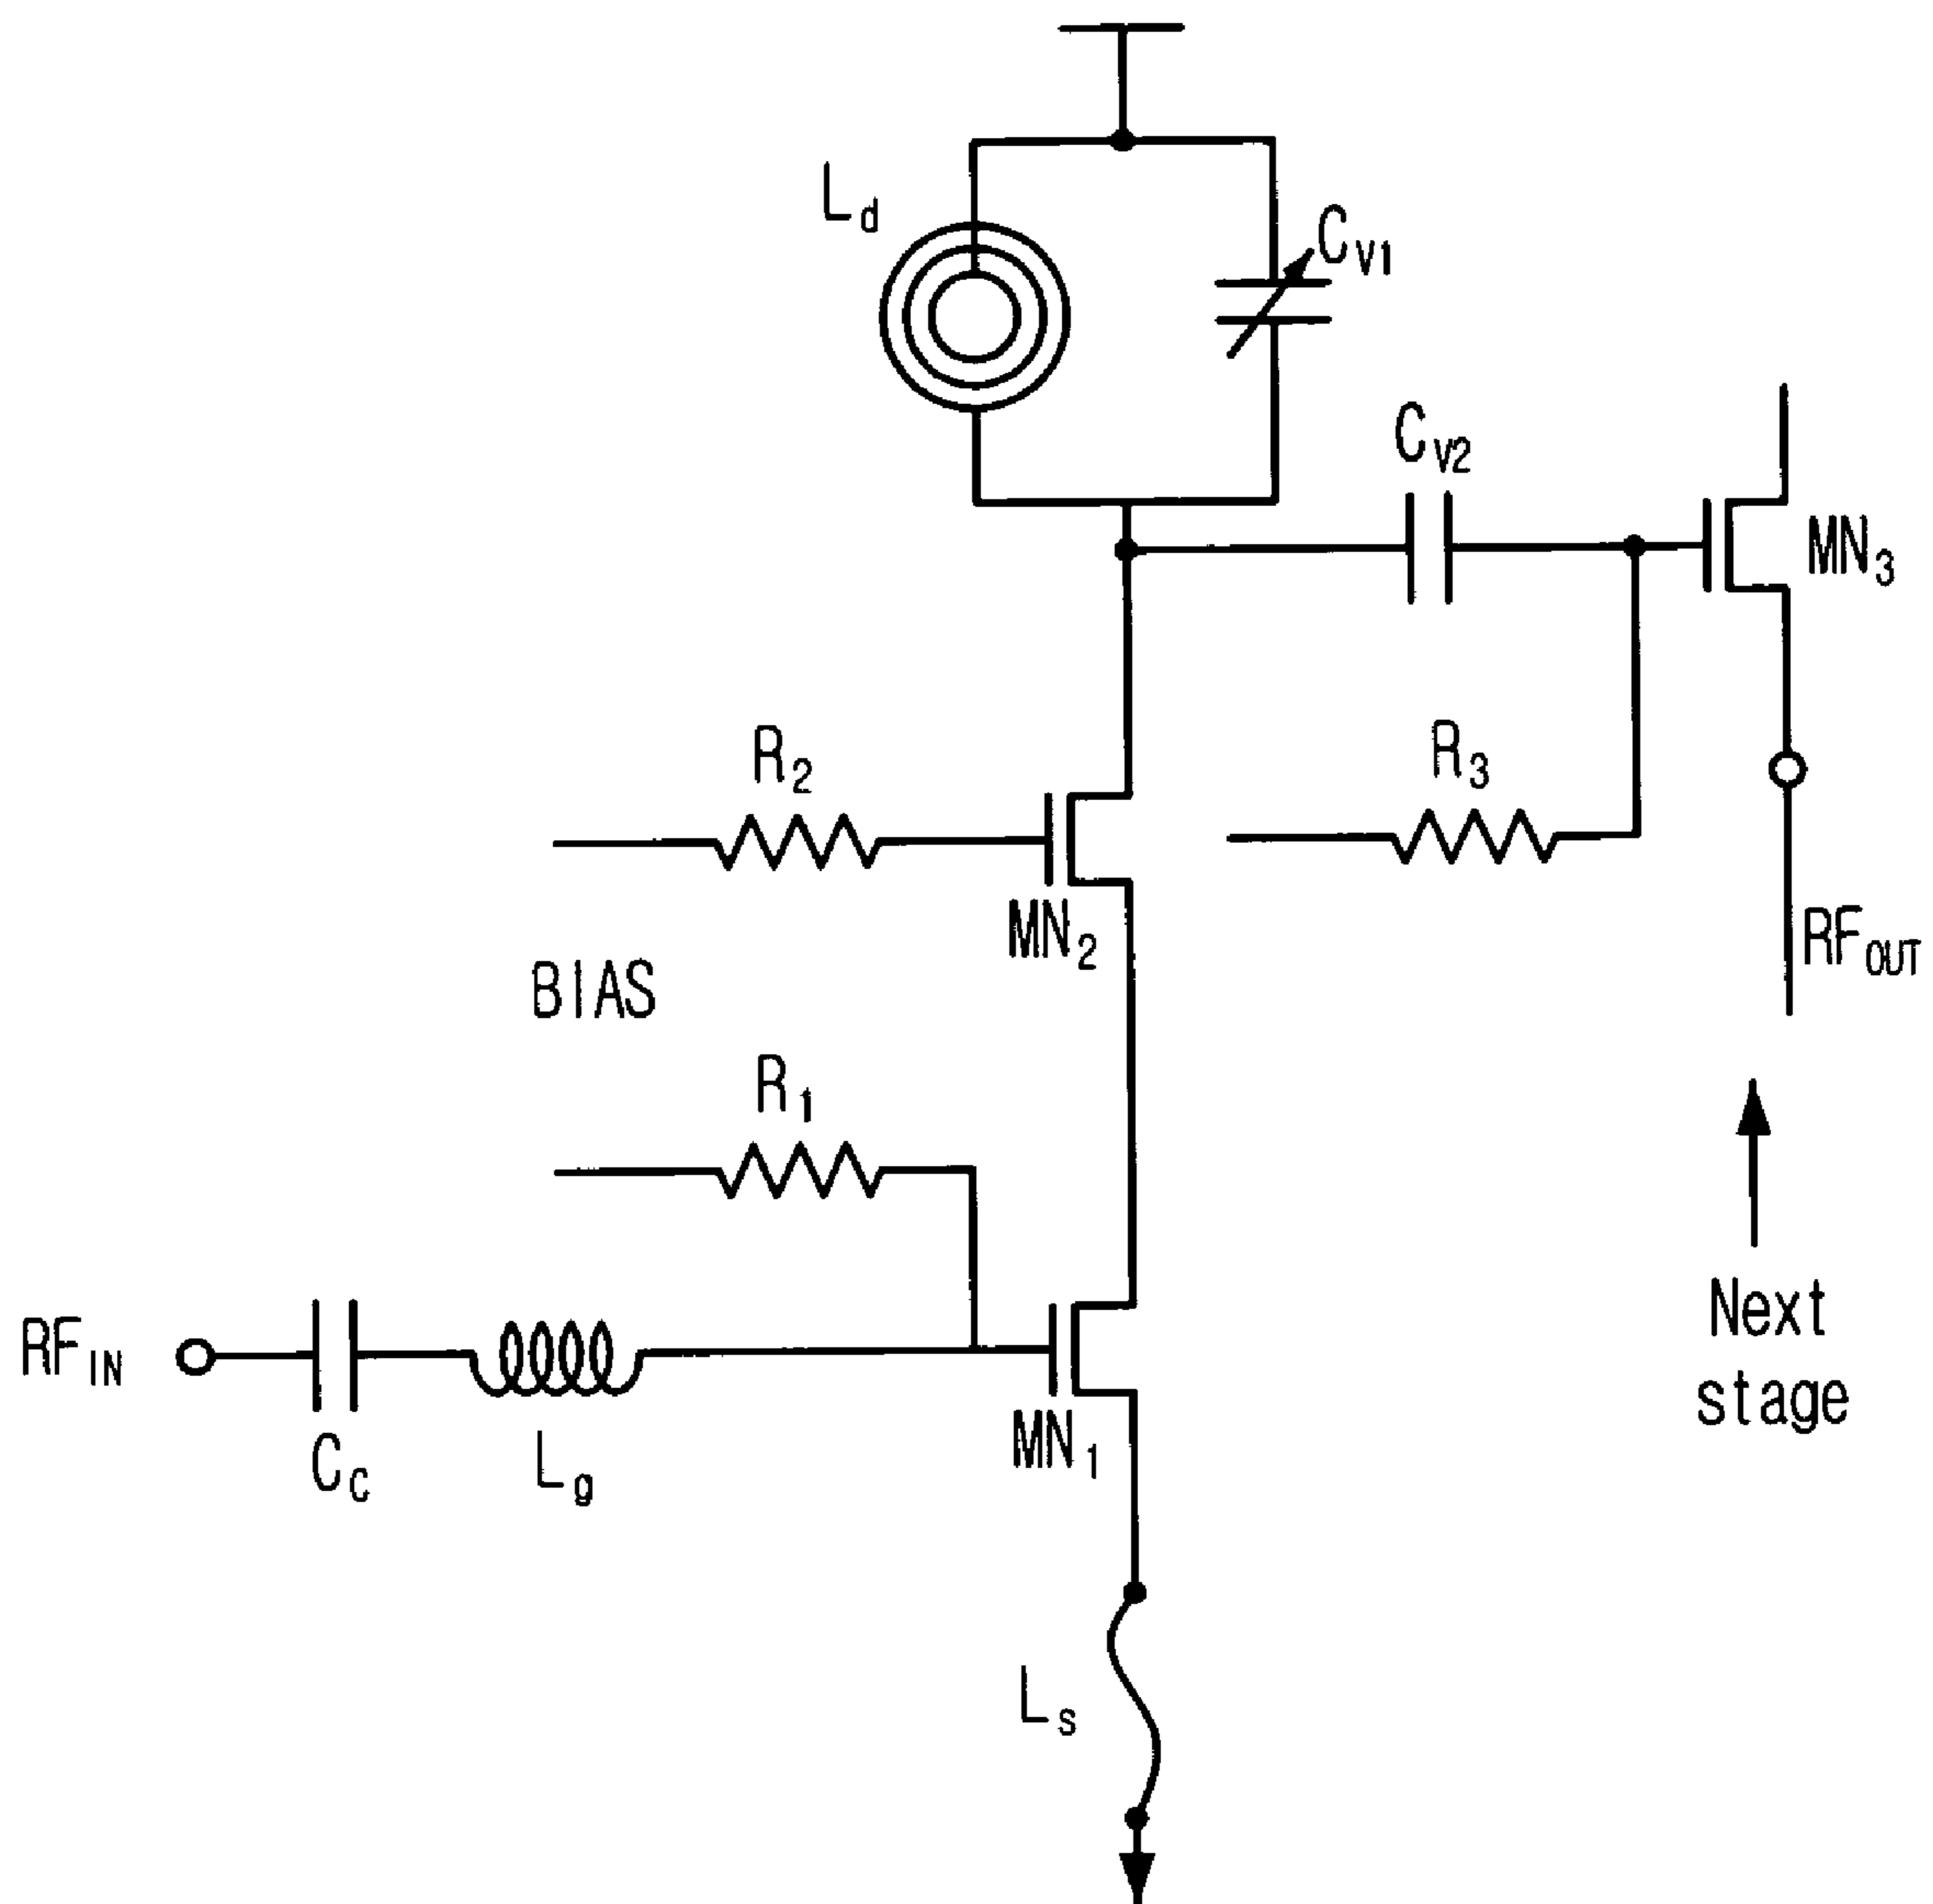 Ld
CV1
CV2
MN3
R2
R3
MN2
RFOUT
BIAS
R1
RFIN
Next
stage
CC
Lg
MN1
Ls